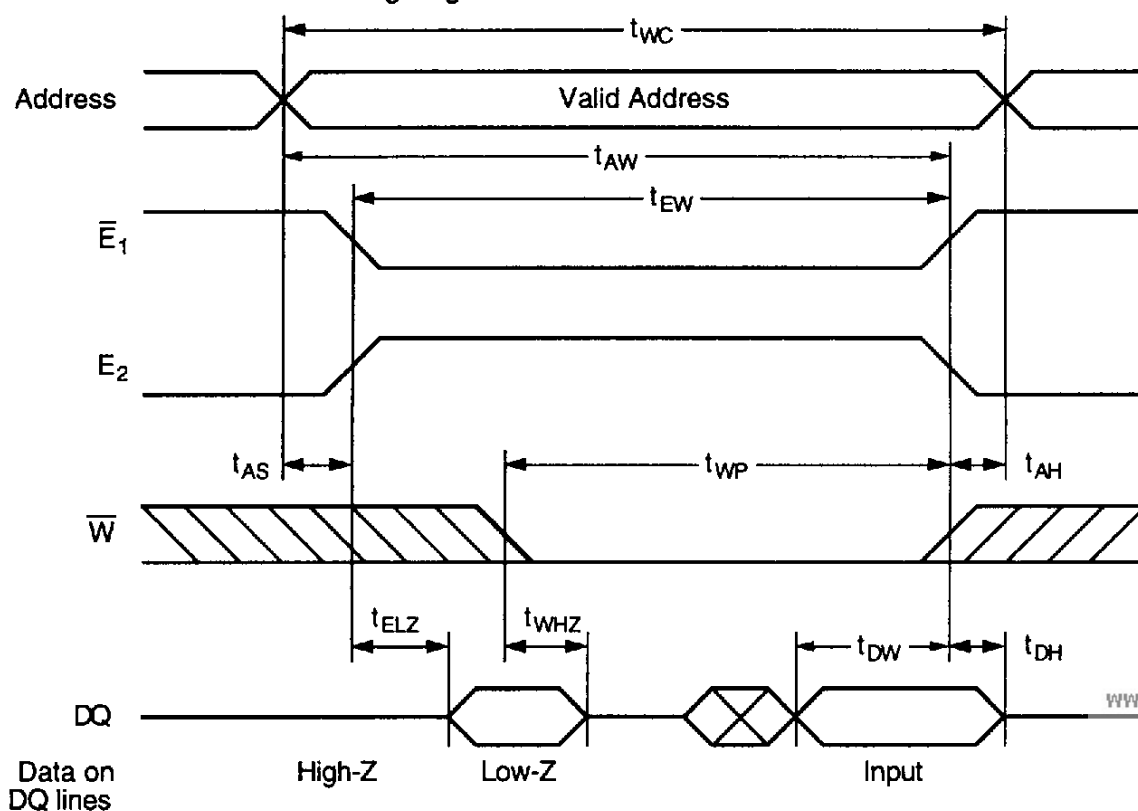 tWC
Address
Valid Address
tAW
tEW
E̅1
E2
tAS
tWP
tAH
W̅
tELZ
tWHZ
tDW
tDH
DQ
Data on
DQ lines
High-Z
Low-Z
Input